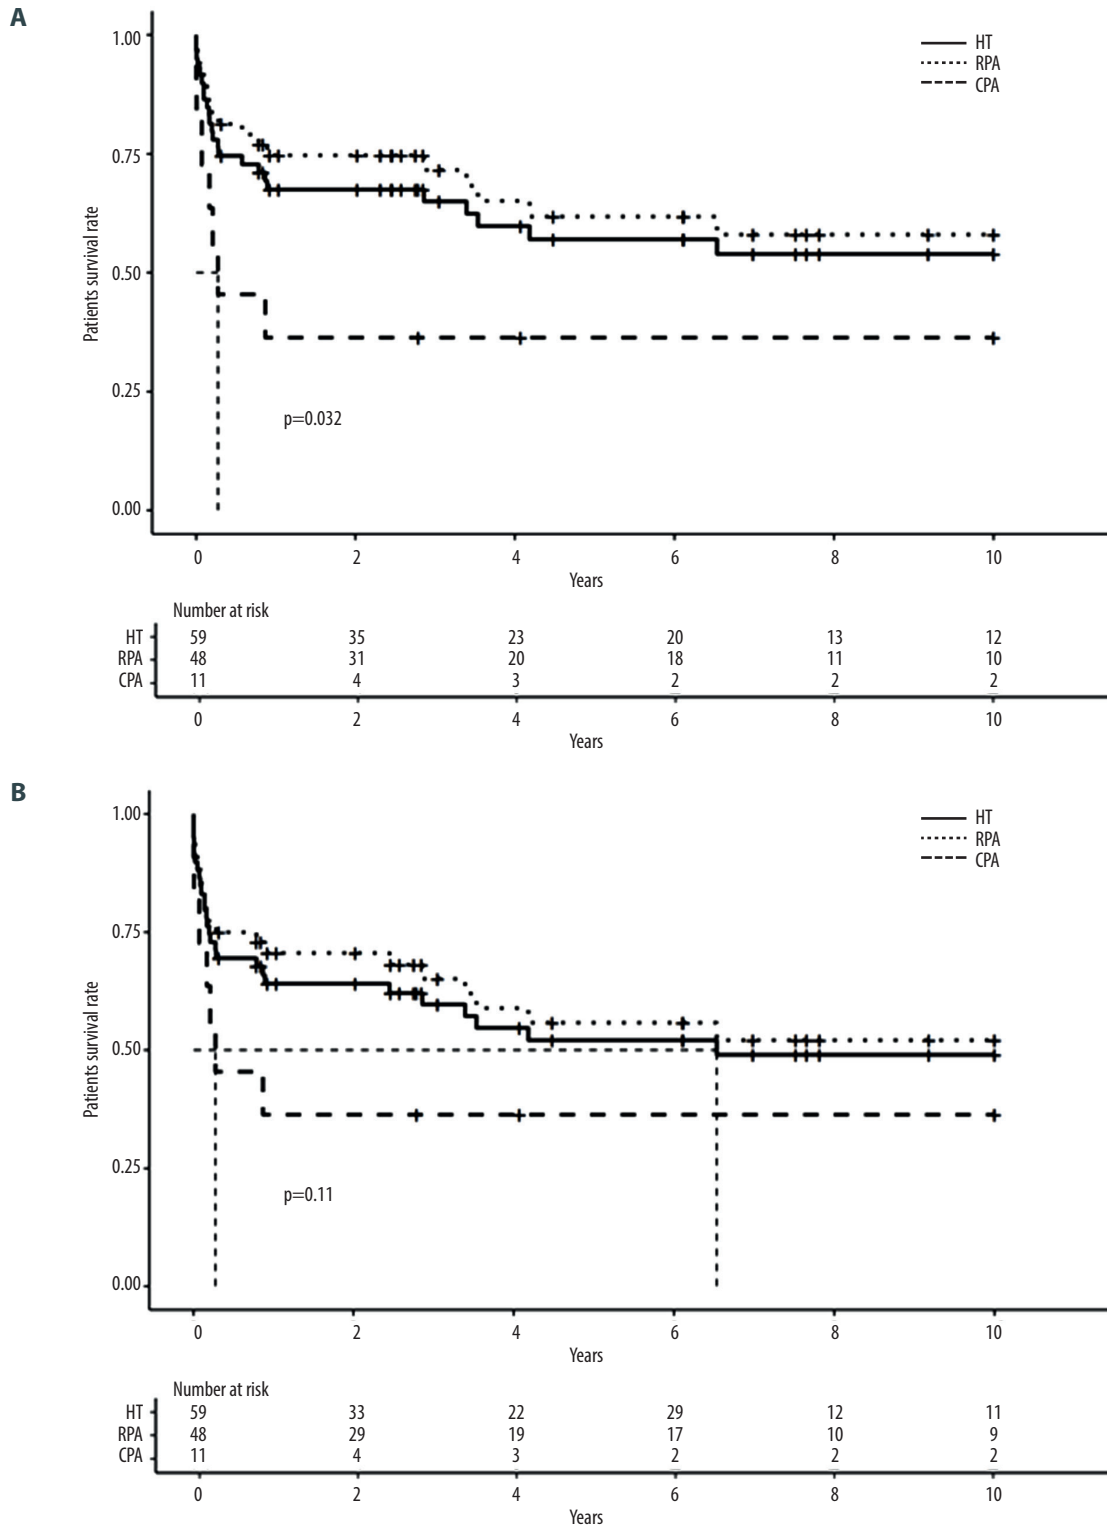 A
1.00
0.75
0.50
0.25
0.00
Patients survival rate
HT
RPA
CPA
p=0.032
0 2 4 6 8 10
Years
Number at risk
HT 59 35 23 20 13 12
RPA 48 31 20 18 11 10
CPA 11 4 3 2 2 2
0 2 4 6 8 10
Years
B
1.00
0.75
0.50
0.25
0.00
Patients survival rate
HT
RPA
CPA
p=0.11
0 2 4 6 8 10
Years
Number at risk
HT 59 33 22 29 12 11
RPA 48 29 19 17 10 9
CPA 11 4 3 2 2 2
0 2 4 6 8 10
Years